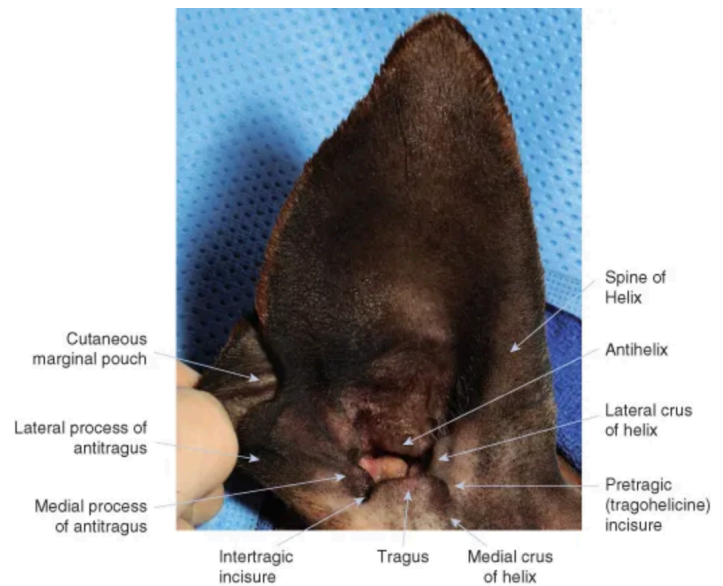 Spine of
Helix
Cutaneous
marginal pouch
Antihelix
Lateral crus
of helix
Lateral process of
antitragus
Pretragic
(tragohelicine)
incisure
Medial process
of antitragus
Intertragic
incisure
Tragus
Medial crus
of helix